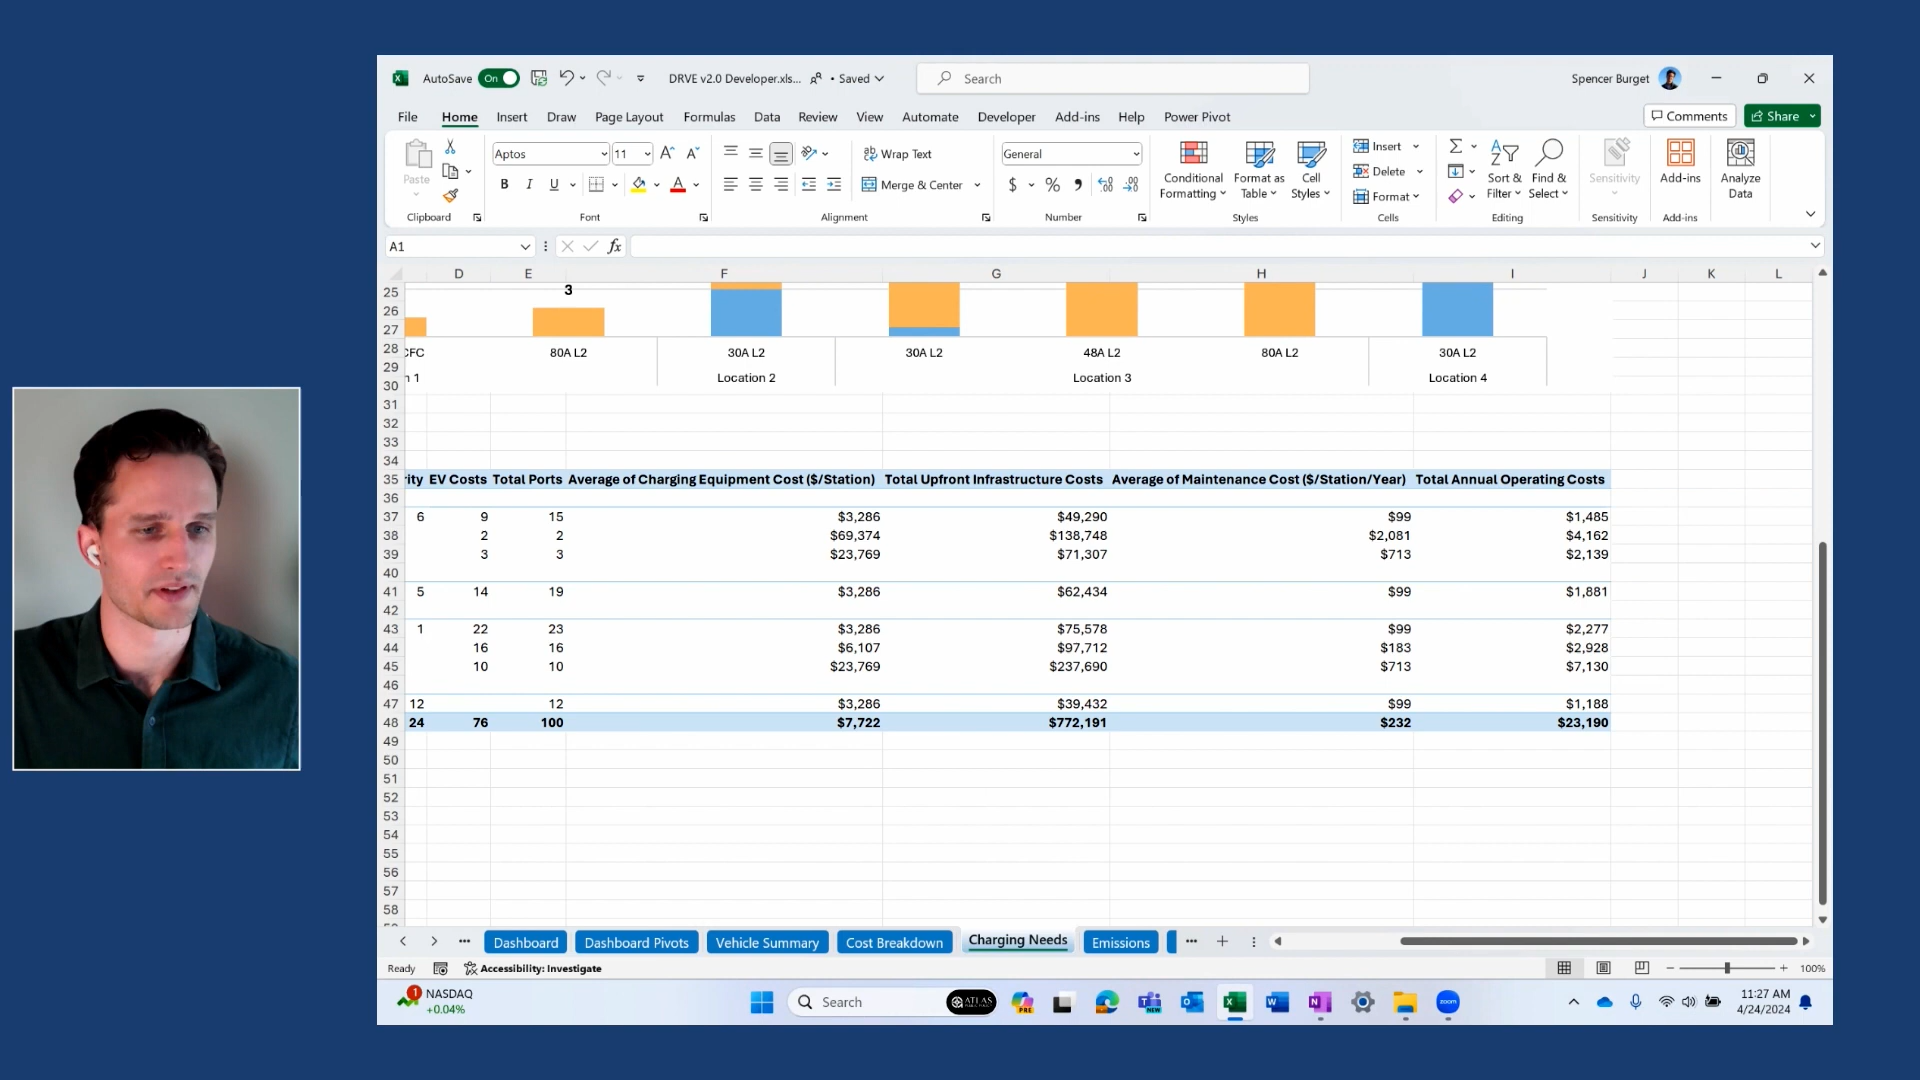 AutoSave On DRVE v2.0 Developer.xls... • Saved Search Spencer Burget
File Home Insert Draw Page Layout Formulas Data Review View Automate Developer Add-ins Help Power Pivot Comments Share
Paste Aptos 11 Wrap Text General Insert
B I U Merge & Center $ % Conditional Formatting Format as Table Cell Styles Delete Format Sort & Filter Find & Select Sensitivity Add-ins Analyze Data
Clipboard Font Alignment Number Styles Cells Editing Sensitivity Add-ins
A1 fx
D E F G H I J K L
25 3
26
27
28 CFC 80A L2 30A L2 30A L2 48A L2 80A L2 30A L2
29
30 n 1 Location 2 Location 3 Location 4
31
32
33
34
35 ity EV Costs Total Ports Average of Charging Equipment Cost ($/Station) Total Upfront Infrastructure Costs Average of Maintenance Cost ($/Station/Year) Total Annual Operating Costs
36
37 6 9 15 $3,286 $49,290 $99 $1,485
38 2 2 $69,374 $138,748 $2,081 $4,162
39 3 3 $23,769 $71,307 $713 $2,139
40
41 5 14 19 $3,286 $62,434 $99 $1,881
42
43 1 22 23 $3,286 $75,578 $99 $2,277
44 16 16 $6,107 $97,712 $183 $2,928
45 10 10 $23,769 $237,690 $713 $7,130
46
47 12 12 $3,286 $39,432 $99 $1,188
48 24 76 100 $7,722 $772,191 $232 $23,190
49
50
51
52
53
54
55
56
57
58
Dashboard Dashboard Pivots Vehicle Summary Cost Breakdown Charging Needs Emissions
Ready Accessibility: Investigate 100%
1 NASDAQ Search ATLAS 11:27 AM
+0.04% 4/24/2024